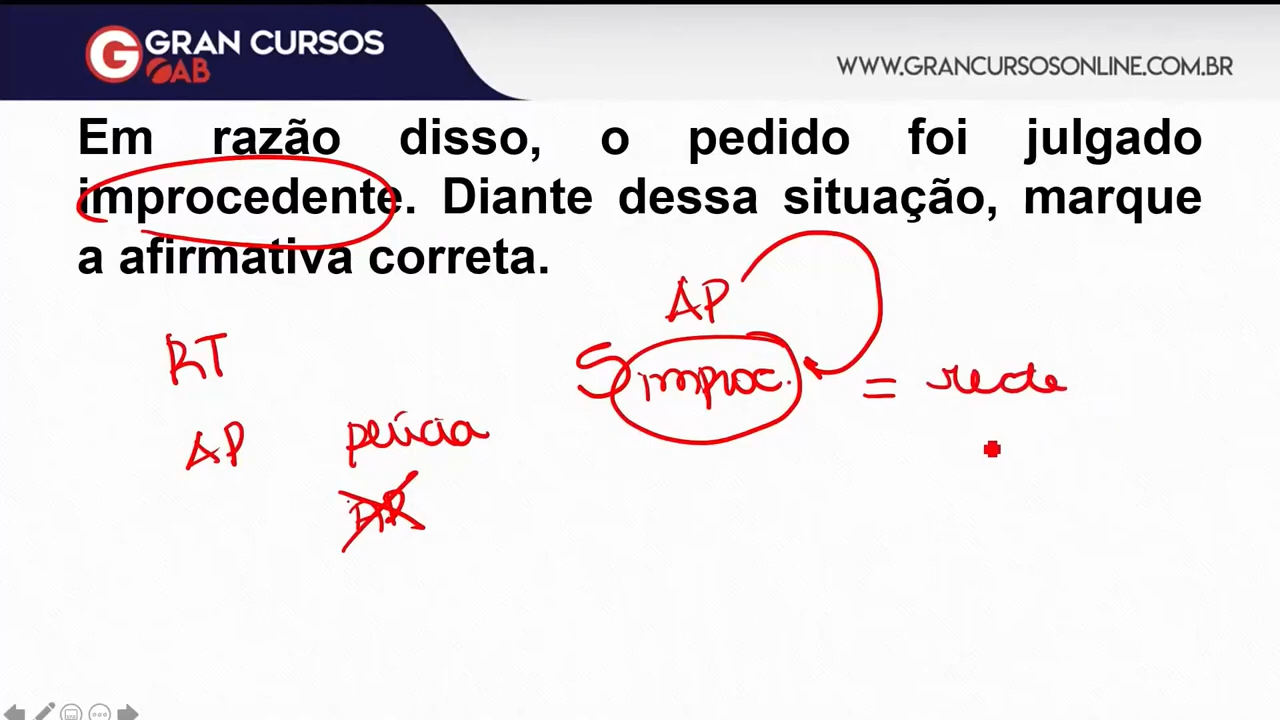 GRAN CURSOS
OAB
WWW.GRANCURSOSONLINE.COM.BR
Em razão disso, o pedido foi julgado
improcedente. Diante dessa situação, marque
a afirmativa correta.
AP
RT
S improc. = recte
AP perícia